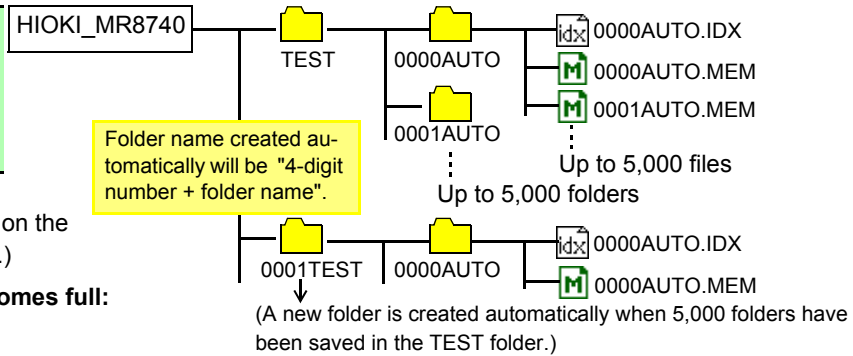 HIOKI_MR8740
TEST
0000AUTO
0000AUTO.IDX
0000AUTO.MEM
0001AUTO
0001AUTO.MEM
Up to 5,000 files
Up to 5,000 folders
Folder name created au-
tomatically will be "4-digit
number + folder name".
on the
.)
omes full:
0001TEST
0000AUTO
0000AUTO.IDX
0000AUTO.MEM
(A new folder is created automatically when 5,000 folders have
been saved in the TEST folder.)